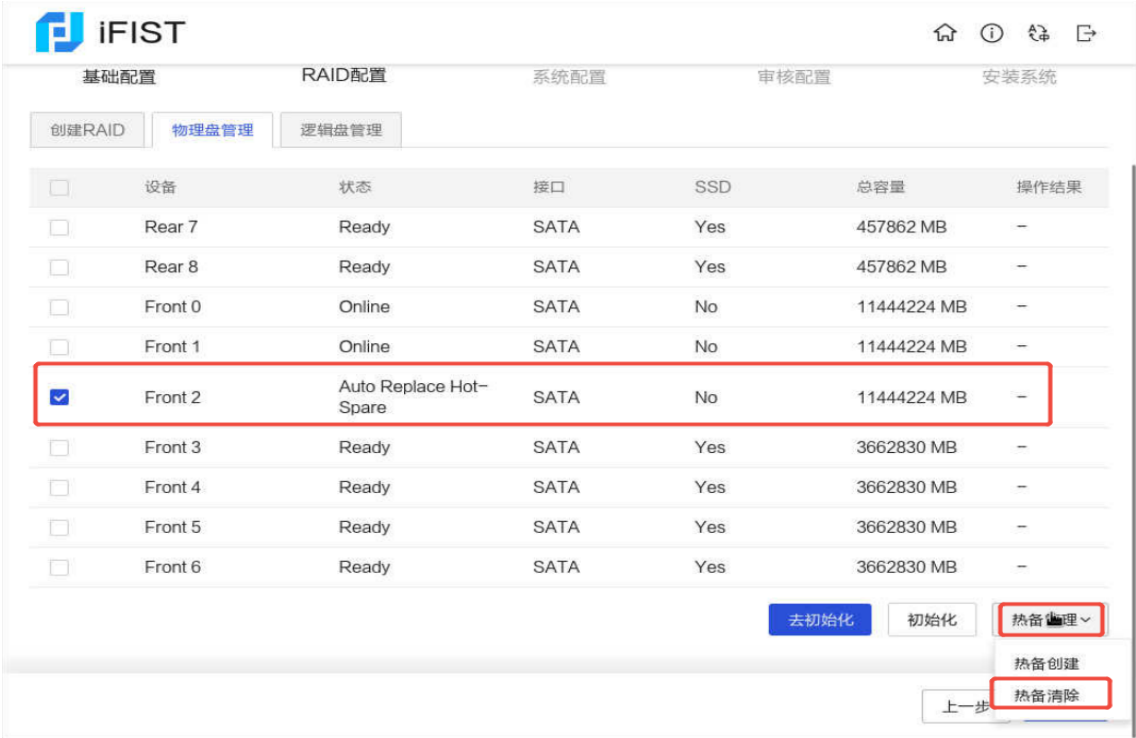 iFIST
基础配置 RAID配置 系统配置 审核配置 安装系统
创建RAID 物理盘管理 逻辑盘管理
设备 状态 接口 SSD 总容量 操作结果
Rear 7 Ready SATA Yes 457862 MB -
Rear 8 Ready SATA Yes 457862 MB -
Front 0 Online SATA No 11444224 MB -
Front 1 Online SATA No 11444224 MB -
Front 2 Auto Replace Hot-Spare SATA No 11444224 MB -
Front 3 Ready SATA Yes 3662830 MB -
Front 4 Ready SATA Yes 3662830 MB -
Front 5 Ready SATA Yes 3662830 MB -
Front 6 Ready SATA Yes 3662830 MB -
去初始化 初始化 热备管理
热备创建
热备清除
上一步